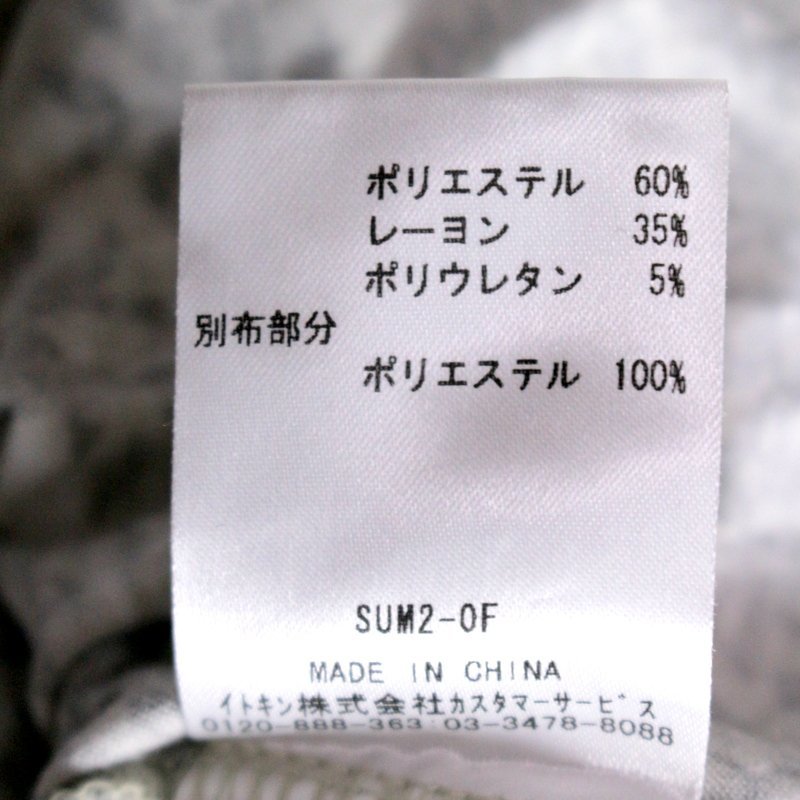 ポリエステル 60%
レーヨン 35%
ポリウレタン 5%
別布部分
ポリエステル 100%
SUM2-0F
MADE IN CHINA
イトキン株式会社カスタマーサービス
0120-888-363 03-3478-8088